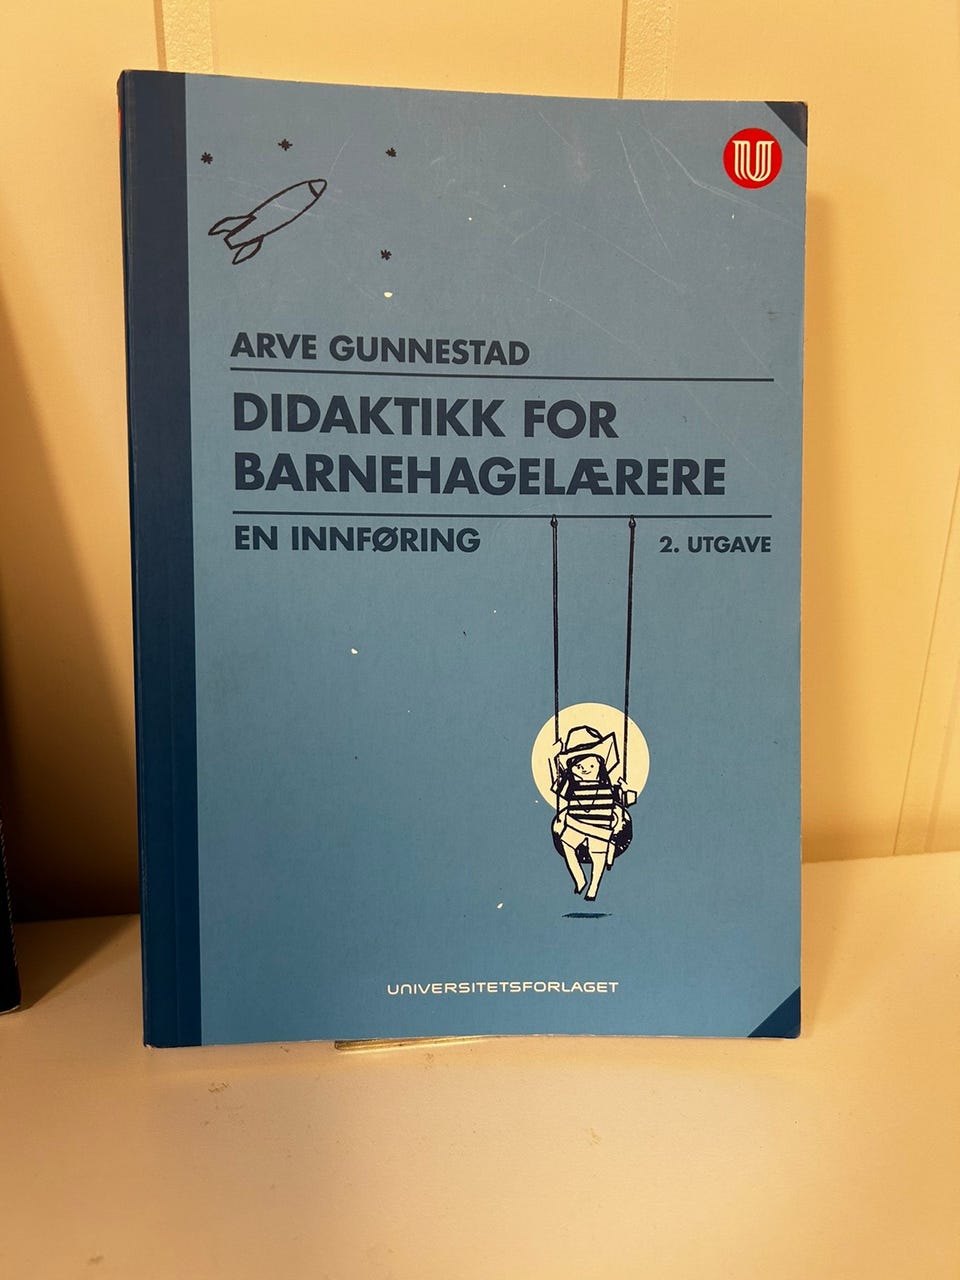 U
ARVE GUNNESTAD
DIDAKTIKK FOR
BARNEHAGELÆRERE
EN INNFØRING
2. UTGAVE
UNIVERSITETSFORLAGET